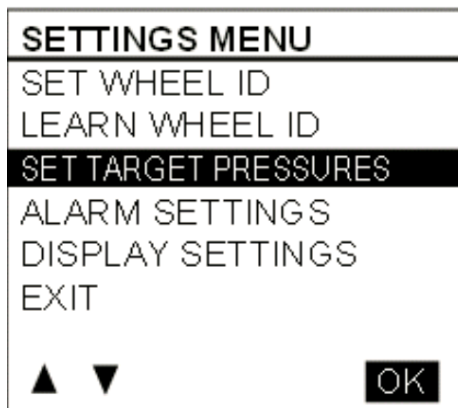 SETTINGS MENU
SET WHEEL ID
LEARN WHEEL ID
SET TARGET PRESSURES
ALARM SETTINGS
DISPLAY SETTINGS
EXIT
▲ ▼ OK